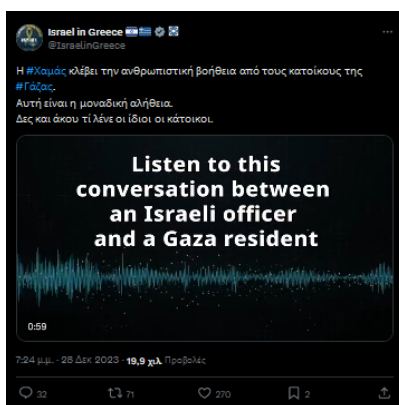 Israel in Greece
@IsraelinGreece
Η #Χαμάς κλέβει την ανθρωπιστική βοήθεια από τους κατοίκους της
#Γάζας.
Αυτή είναι η μοναδική αλήθεια.
Δες και άκου τί λένε οι ίδιοι οι κάτοικοι.
Listen to this
conversation between
an Israeli officer
and a Gaza resident
0:59
7:24 μ.μ. · 28 Δεκ 2023 · 19,9 χιλ. Προβολές
32 71 270 2